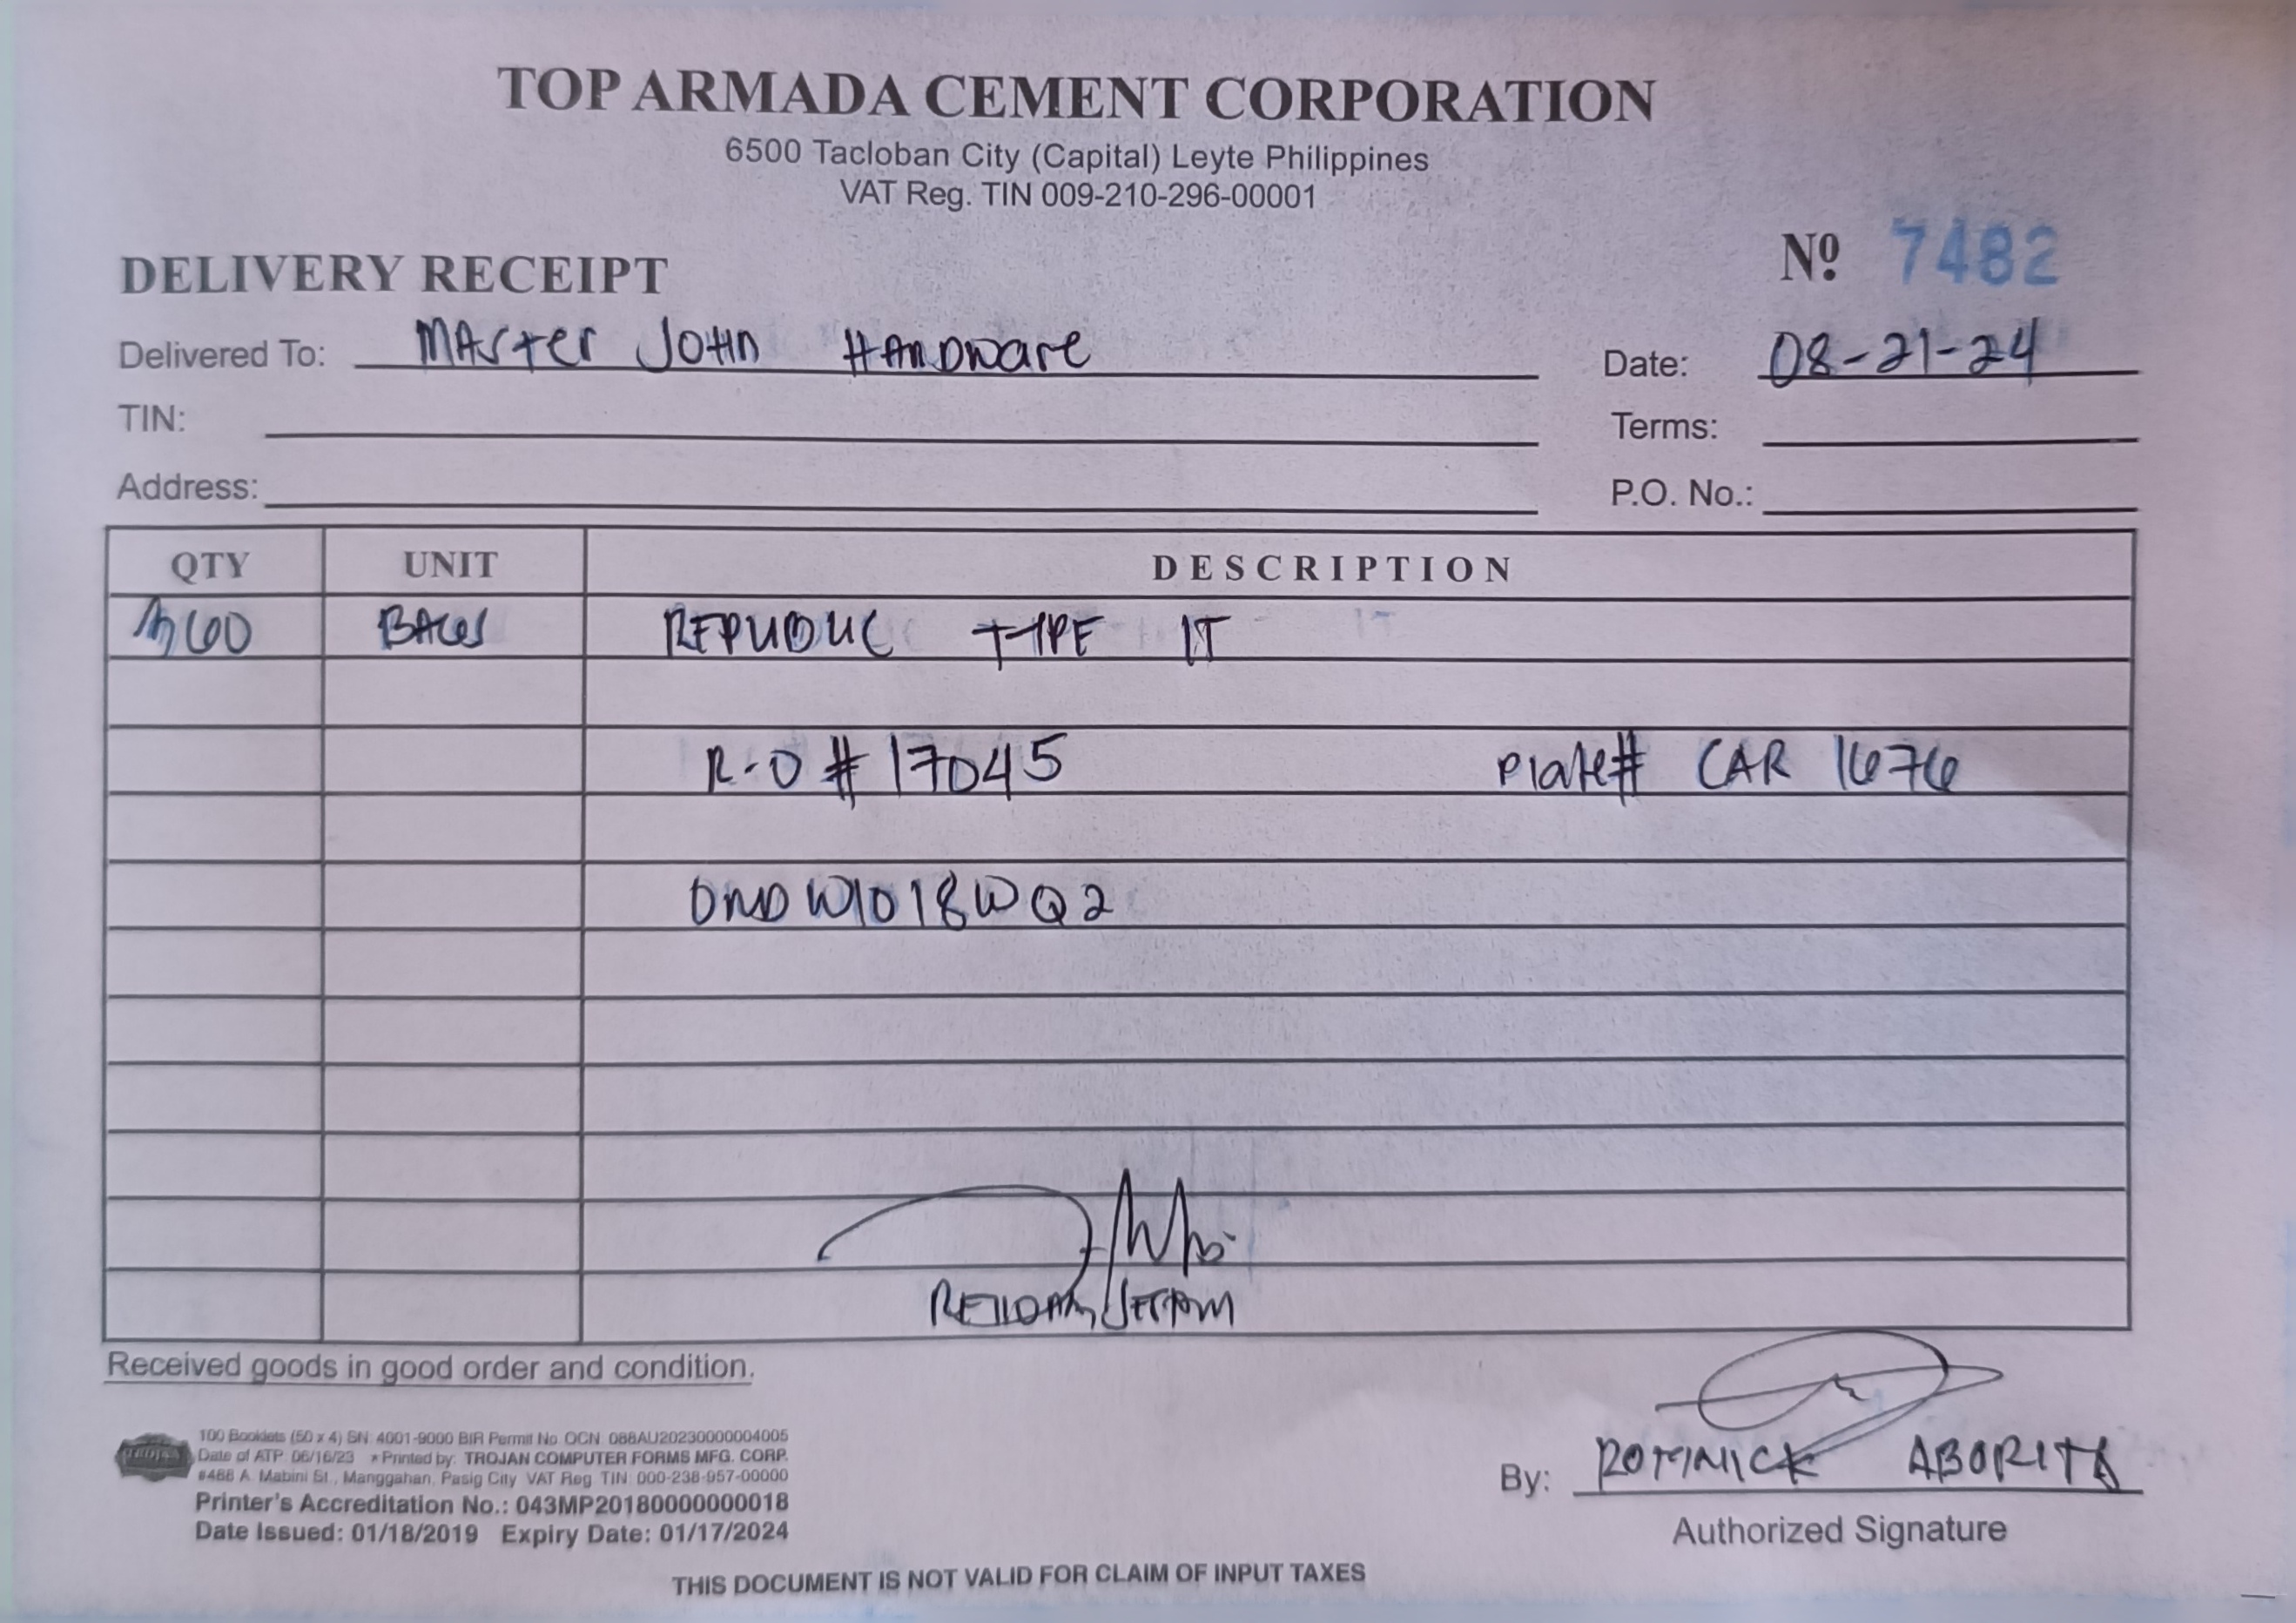 TOP ARMADA CEMENT CORPORATION
6500 Tacloban City (Capital) Leyte Philippines
VAT Reg. TIN 009-210-296-00001
DELIVERY RECEIPT
Nº 7482
Delivered To: MAster JoHn HArDware
Date: 08-21-24
TIN:
Terms:
Address:
P.O. No.:
QTY UNIT DESCRIPTION
BAGS REPUBLIC TYPE 1T
R-O # 17045 Plate# CAR 1676
DMDW1018WQ2
Received goods in good order and condition.
100 Booklets (50 x 4) SN: 4001-9000 BIR Permit No. OCN: 088AU20230000004005
Date of ATP: 06/16/23 * Printed by: TROJAN COMPUTER FORMS MFG. CORP.
#488 A. Mabini St., Manggahan, Pasig City VAT Reg. TIN: 000-238-957-00000
Printer's Accreditation No.: 043MP20180000000018
Date Issued: 01/18/2019 Expiry Date: 01/17/2024
By: ROMINICK ABORITA
Authorized Signature
THIS DOCUMENT IS NOT VALID FOR CLAIM OF INPUT TAXES